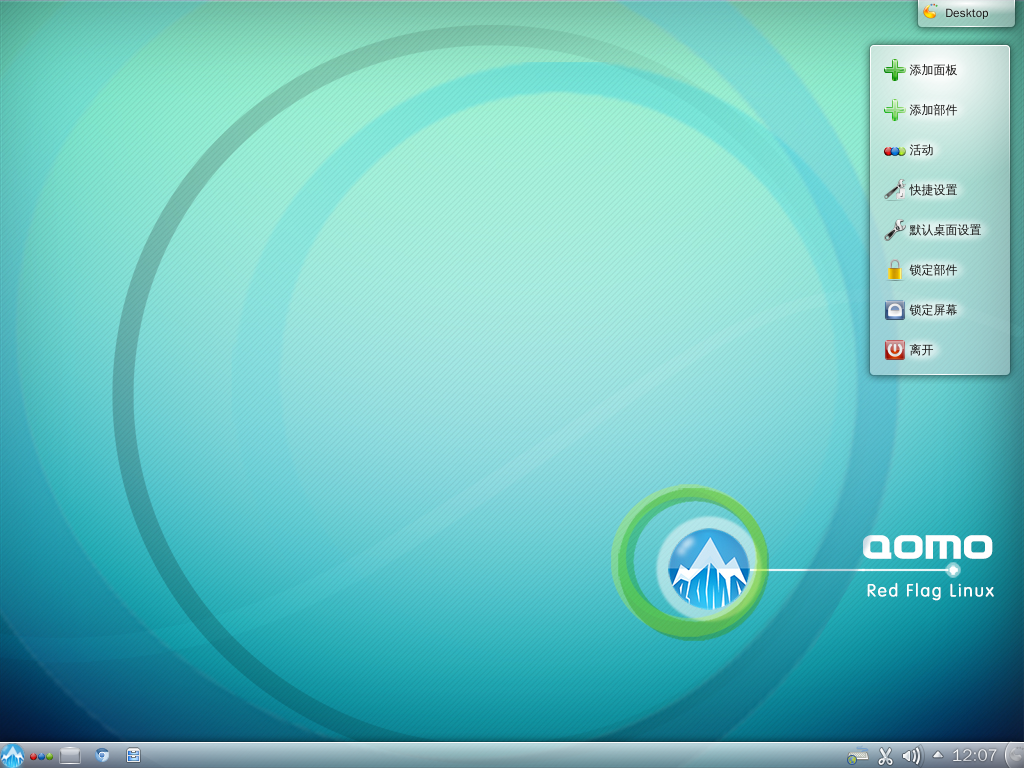 Desktop
添加面板
添加部件
活动
快捷设置
默认桌面设置
锁定部件
锁定屏幕
离开
QOMO
Red Flag Linux
12:07